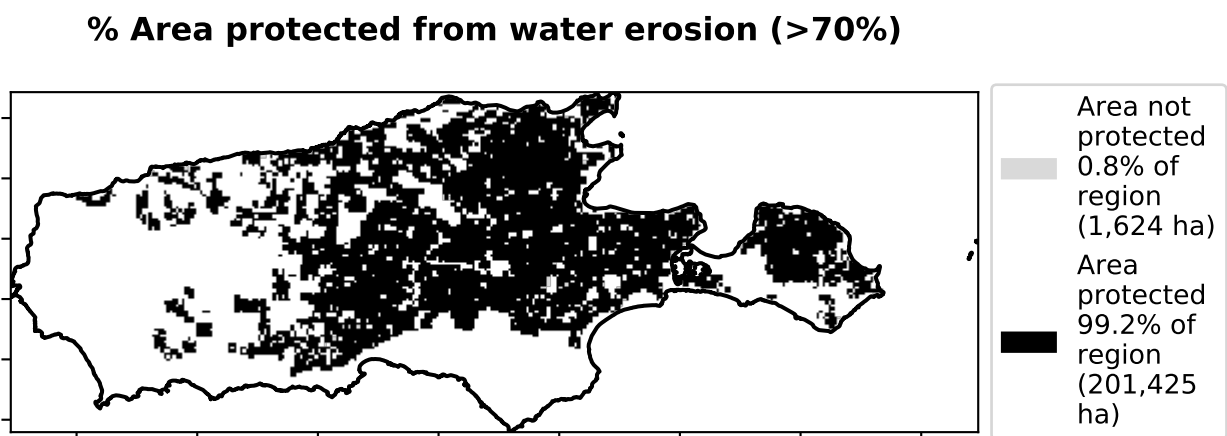 % Area protected from water erosion (>70%)
Area not
protected
0.8% of
region
(1,624 ha)
Area
protected
99.2% of
region
(201,425
ha)